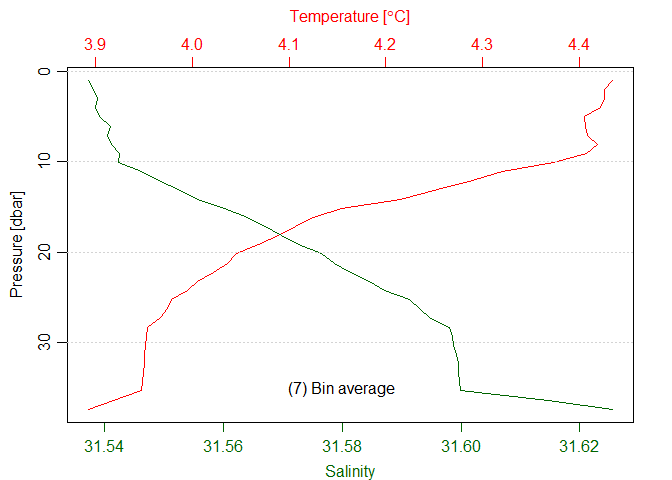 Temperature [°C]
3.9 4.0 4.1 4.2 4.3 4.4
0
10
20
30
Pressure [dbar]
(7) Bin average
31.54 31.56 31.58 31.60 31.62
Salinity